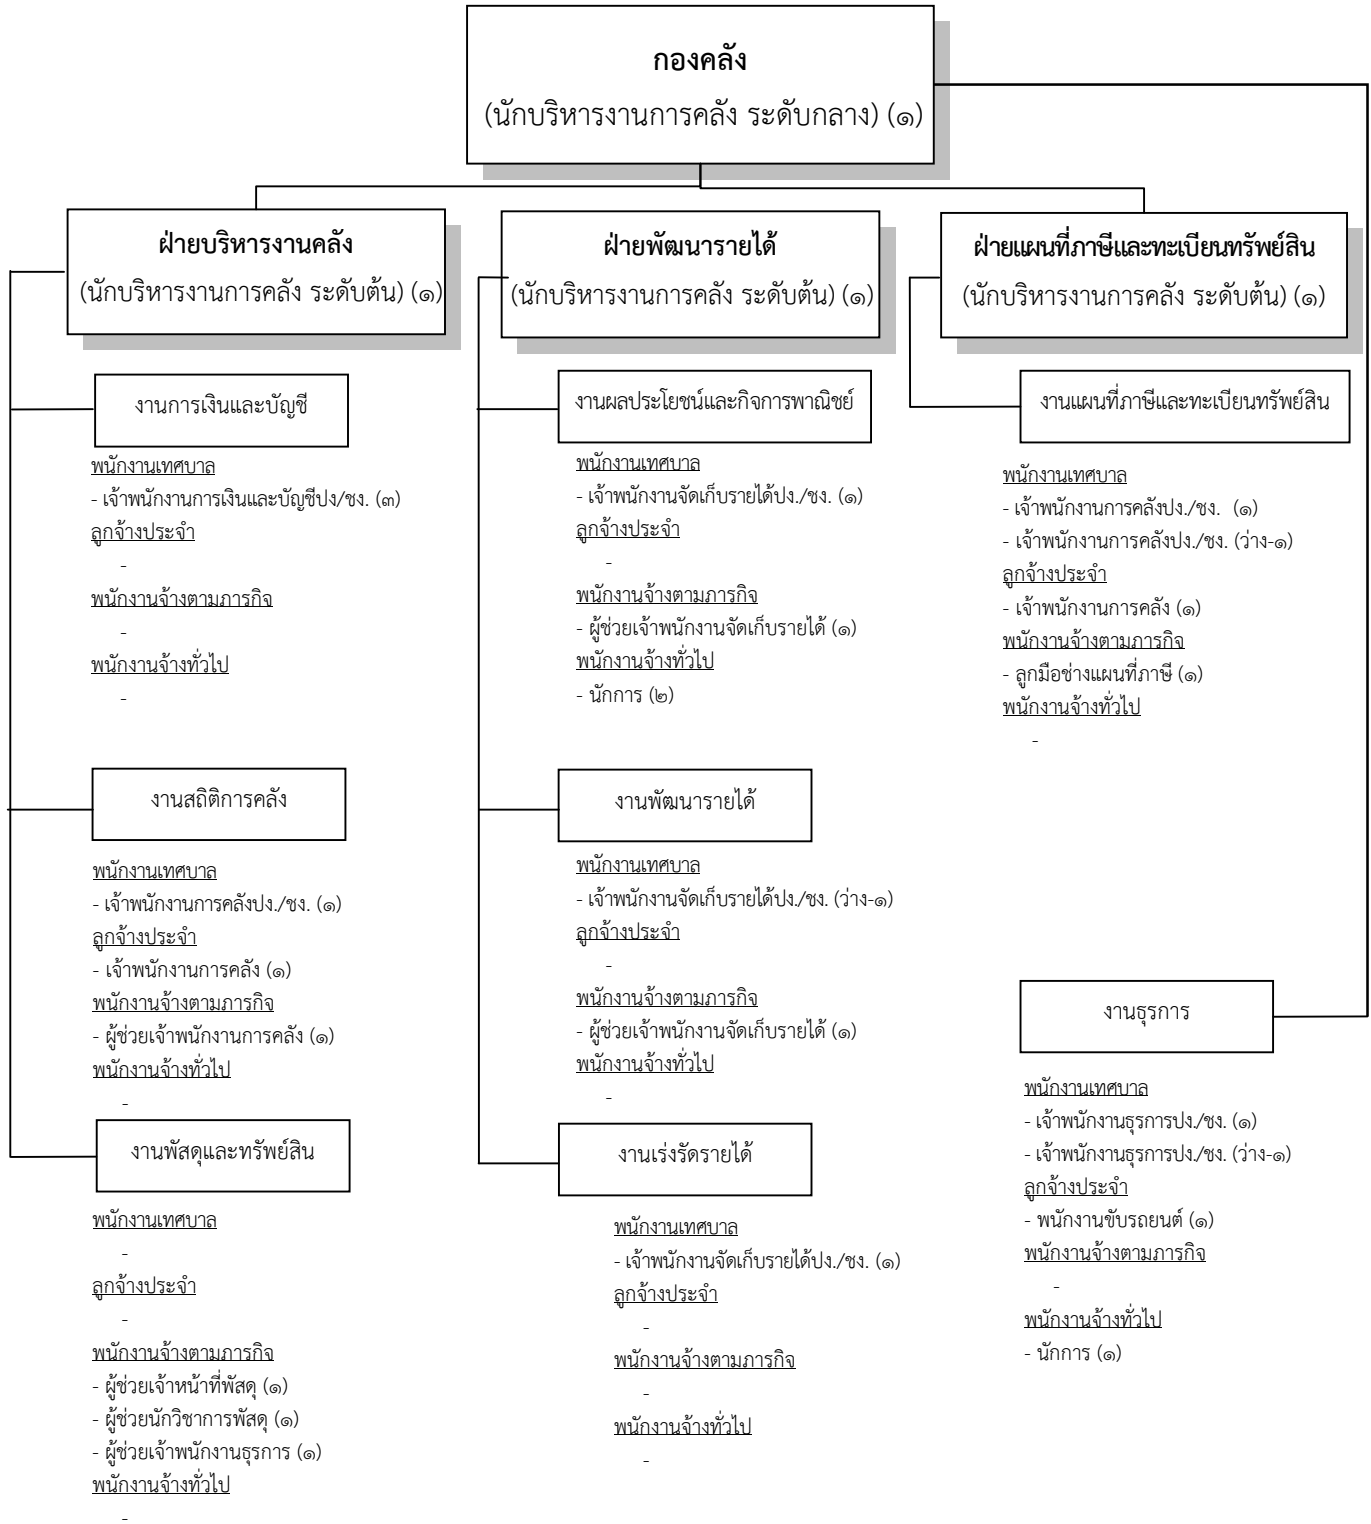 กองคลัง
(นักบริหารงานการคลัง ระดับกลาง) (๑)
ฝ่ายบริหารงานคลัง
(นักบริหารงานการคลัง ระดับต้น) (๑)
งานการเงินและบัญชี
พนักงานเทศบาล
- เจ้าพนักงานการเงินและบัญชีปง/ชง. (๓)
ลูกจ้างประจำ
-
พนักงานจ้างตามภารกิจ
-
พนักงานจ้างทั่วไป
-
งานสถิติการคลัง
พนักงานเทศบาล
- เจ้าพนักงานการคลังปง./ชง. (๑)
ลูกจ้างประจำ
- เจ้าพนักงานการคลัง (๑)
พนักงานจ้างตามภารกิจ
- ผู้ช่วยเจ้าพนักงานการคลัง (๑)
พนักงานจ้างทั่วไป
-
งานพัสดุและทรัพย์สิน
พนักงานเทศบาล
-
ลูกจ้างประจำ
-
พนักงานจ้างตามภารกิจ
- ผู้ช่วยเจ้าหน้าที่พัสดุ (๑)
- ผู้ช่วยนักวิชาการพัสดุ (๑)
- ผู้ช่วยเจ้าพนักงานธุรการ (๑)
พนักงานจ้างทั่วไป
-
ฝ่ายพัฒนารายได้
(นักบริหารงานการคลัง ระดับต้น) (๑)
งานผลประโยชน์และกิจการพาณิชย์
พนักงานเทศบาล
- เจ้าพนักงานจัดเก็บรายได้ปง./ชง. (๑)
ลูกจ้างประจำ
-
พนักงานจ้างตามภารกิจ
- ผู้ช่วยเจ้าพนักงานจัดเก็บรายได้ (๑)
พนักงานจ้างทั่วไป
- นักการ (๒)
งานพัฒนารายได้
พนักงานเทศบาล
- เจ้าพนักงานจัดเก็บรายได้ปง./ชง. (ว่าง-๑)
ลูกจ้างประจำ
-
พนักงานจ้างตามภารกิจ
- ผู้ช่วยเจ้าพนักงานจัดเก็บรายได้ (๑)
พนักงานจ้างทั่วไป
-
งานเร่งรัดรายได้
พนักงานเทศบาล
- เจ้าพนักงานจัดเก็บรายได้ปง./ชง. (๑)
ลูกจ้างประจำ
-
พนักงานจ้างตามภารกิจ
-
พนักงานจ้างทั่วไป
-
ฝ่ายแผนที่ภาษีและทะเบียนทรัพย์สิน
(นักบริหารงานการคลัง ระดับต้น) (๑)
งานแผนที่ภาษีและทะเบียนทรัพย์สิน
พนักงานเทศบาล
- เจ้าพนักงานการคลังปง./ชง. (๑)
- เจ้าพนักงานการคลังปง./ชง. (ว่าง-๑)
ลูกจ้างประจำ
- เจ้าพนักงานการคลัง (๑)
พนักงานจ้างตามภารกิจ
- ลูกมือช่างแผนที่ภาษี (๑)
พนักงานจ้างทั่วไป
-
งานธุรการ
พนักงานเทศบาล
- เจ้าพนักงานธุรการปง./ชง. (๑)
- เจ้าพนักงานธุรการปง./ชง. (ว่าง-๑)
ลูกจ้างประจำ
- พนักงานขับรถยนต์ (๑)
พนักงานจ้างตามภารกิจ
-
พนักงานจ้างทั่วไป
- นักการ (๑)